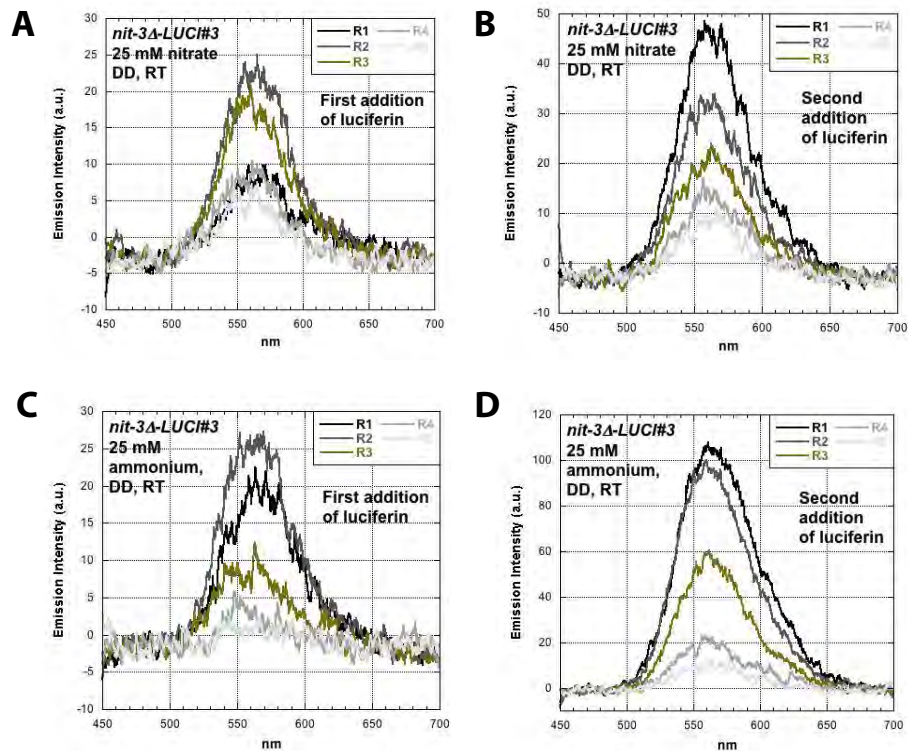 A
nit-3Δ-LUCI#3
25 mM nitrate
DD, RT
R1
R4
R2
R3
First addition
of luciferin
Emission Intensity (a.u.)
30
25
20
15
10
5
0
-5
-10
450
500
550
600
650
700
nm
B
nit-3Δ-LUCI#3
25 mM nitrate
DD, RT
R1
R4
R2
R3
Second
addition
of luciferin
Emission Intensity (a.u.)
50
40
30
20
10
0
-10
450
500
550
600
650
700
nm
C
nit-3Δ-LUCI#3
25 mM
ammonium,
DD, RT
R1
R4
R2
R3
First addition
of luciferin
Emission Intensity (a.u.)
30
25
20
15
10
5
0
-5
-10
450
500
550
600
650
700
nm
D
nit-3Δ-LUCI#3
25 mM
ammonium,
DD, RT
R1
R4
R2
R3
Second
addition
of luciferin
Emission Intensity (a.u.)
120
100
80
60
40
20
0
450
500
550
600
650
700
nm